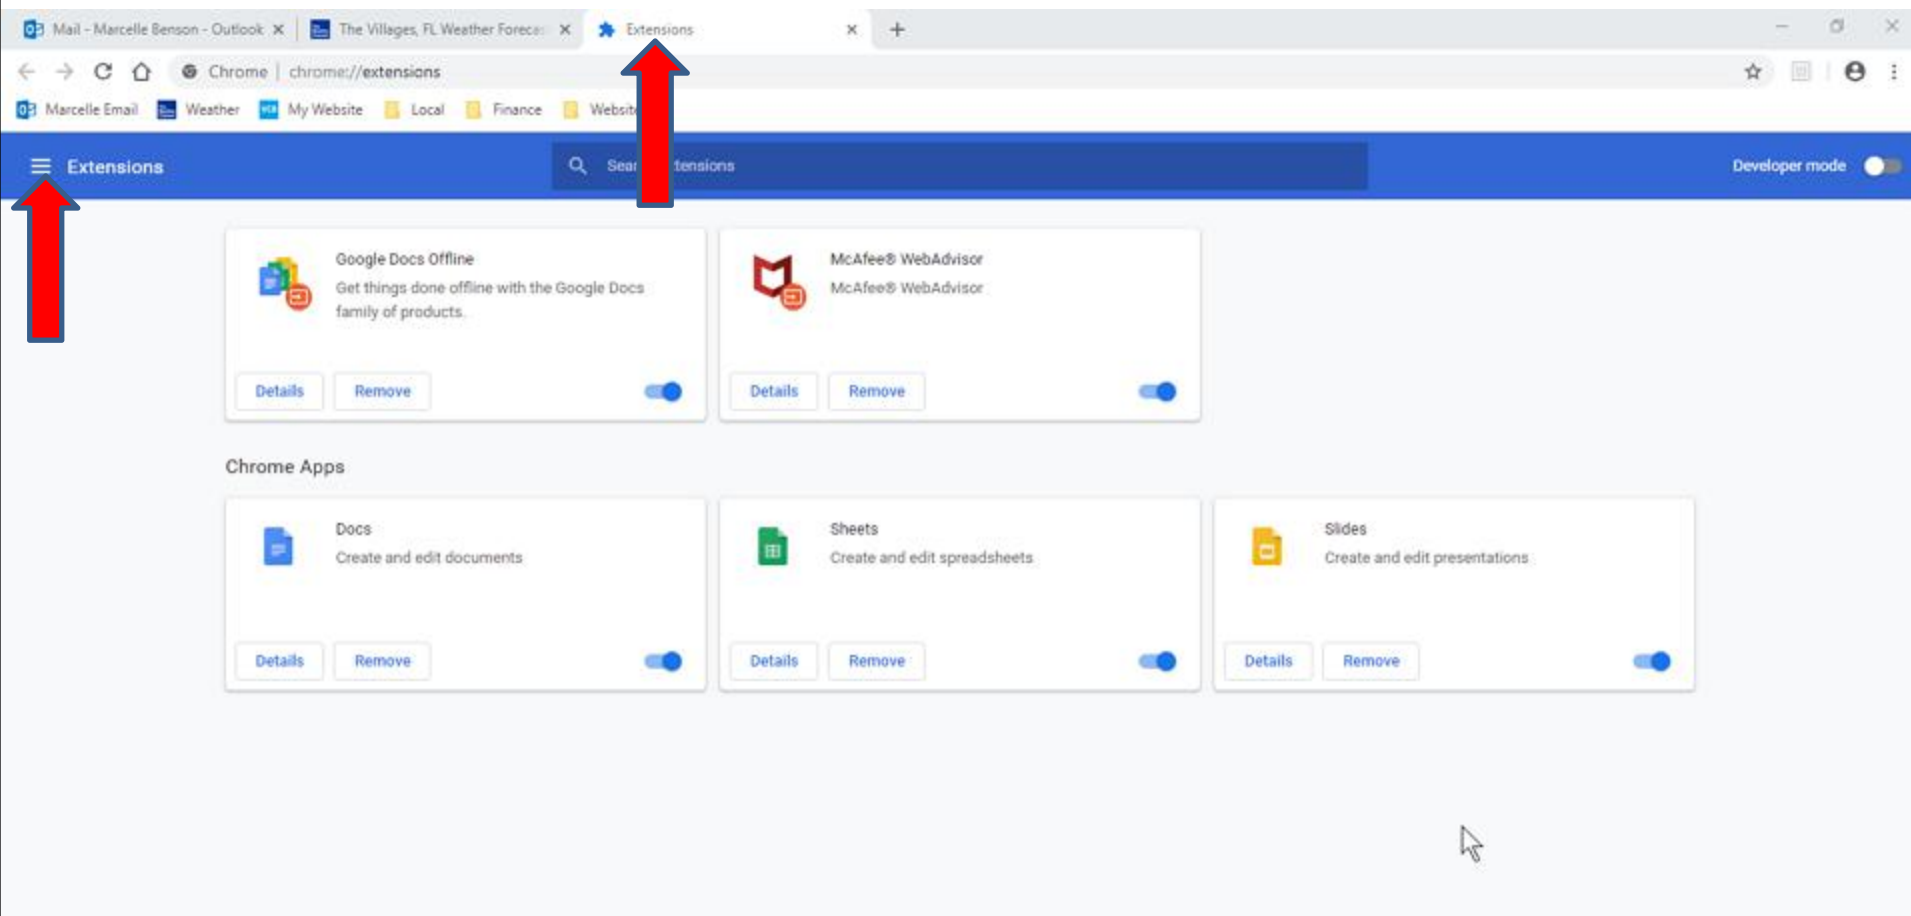 Mail - Marcelle Benson - Outlook
The Villages, FL Weather Forecas
Extensions
Chrome | chrome://extensions
Marcelle Email
Weather
My Website
Local
Finance
Extensions
Developer mode
Google Docs Offline
Get things done offline with the Google Docs
family of products.
Details
Remove
McAfee® WebAdvisor
McAfee® WebAdvisor
Details
Remove
Chrome Apps
Docs
Create and edit documents
Details
Remove
Sheets
Create and edit spreadsheets
Details
Remove
Slides
Create and edit presentations
Details
Remove